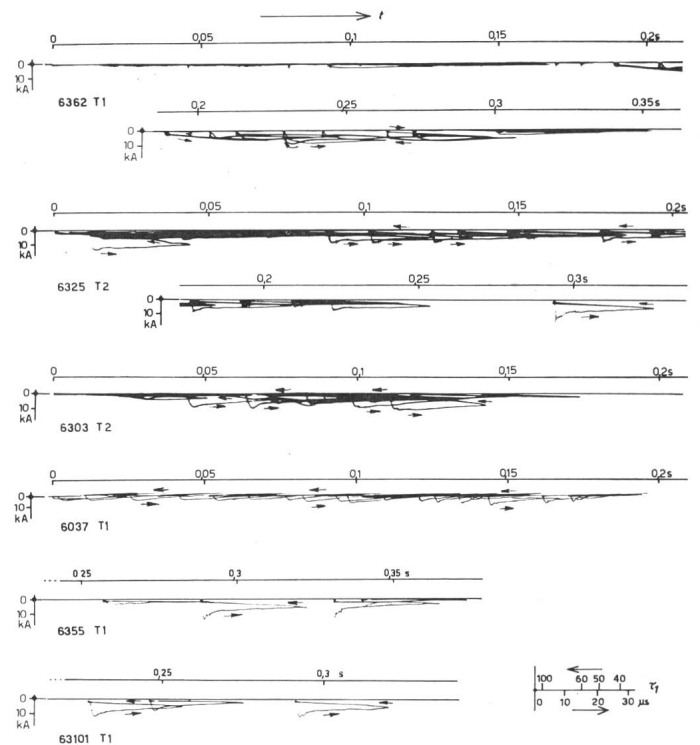 t
0 0,05 0,1 0,15 0,2s
0
10
kA
6362 T1
0,2 0,25 0,3 0,35s
0
10
kA
0 0,05 0,1 0,15 0,2s
0
10
kA
6325 T2
0,2 0,25 0,3s
0
10
kA
0 0,05 0,1 0,15 0,2s
0
10
kA
6303 T2
0 0,05 0,1 0,15 0,2s
0
10
kA
6037 T1
.... 0 25 0,3 0,35 s
0
10
kA
6355 T1
.... 0,25 0,3 s
0
10
kA
63101 T1
100 60 50 40 τ1
0 10 20 30 μs